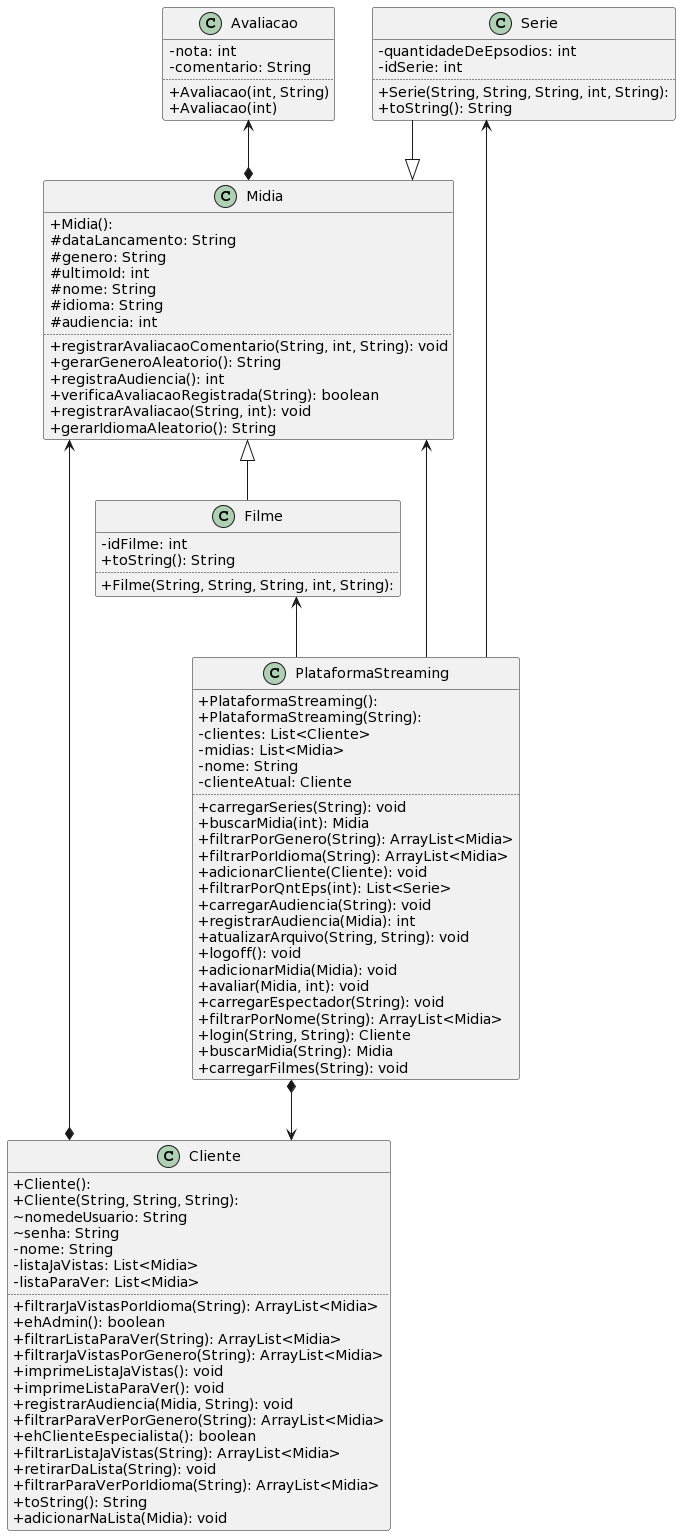 C Avaliacao
-nota: int
-comentario: String
+Avaliacao(int, String)
+Avaliacao(int)
C Serie
-quantidadeDeEpsodios: int
-idSerie: int
+Serie(String, String, String, int, String):
+toString(): String
C Midia
+Midia():
#dataLancamento: String
#genero: String
#ultimoId: int
#nome: String
#idioma: String
#audiencia: int
+registrarAvaliacaoComentario(String, int, String): void
+gerarGeneroAleatorio(): String
+registraAudiencia(): int
+verificaAvaliacaoRegistrada(String): boolean
+registrarAvaliacao(String, int): void
+gerarIdiomaAleatorio(): String
C Filme
-idFilme: int
+toString(): String
+Filme(String, String, String, int, String):
C PlataformaStreaming
+PlataformaStreaming():
+PlataformaStreaming(String):
-clientes: List<Cliente>
-midias: List<Midia>
-nome: String
-clienteAtual: Cliente
+carregarSeries(String): void
+buscarMidia(int): Midia
+filtrarPorGenero(String): ArrayList<Midia>
+filtrarPorIdioma(String): ArrayList<Midia>
+adicionarCliente(Cliente): void
+filtrarPorQntEps(int): List<Serie>
+carregarAudiencia(String): void
+registrarAudiencia(Midia): int
+atualizarArquivo(String, String): void
+logoff(): void
+adicionarMidia(Midia): void
+avaliar(Midia, int): void
+carregarEspectador(String): void
+filtrarPorNome(String): ArrayList<Midia>
+login(String, String): Cliente
+buscarMidia(String): Midia
+carregarFilmes(String): void
C Cliente
+Cliente():
+Cliente(String, String, String):
~nomedeUsuario: String
~senha: String
-nome: String
-listaJaVistas: List<Midia>
-listaParaVer: List<Midia>
+filtrarJaVistasPorIdioma(String): ArrayList<Midia>
+ehAdmin(): boolean
+filtrarListaParaVer(String): ArrayList<Midia>
+filtrarJaVistasPorGenero(String): ArrayList<Midia>
+imprimeListaJaVistas(): void
+imprimeListaParaVer(): void
+registrarAudiencia(Midia, String): void
+filtrarParaVerPorGenero(String): ArrayList<Midia>
+ehClienteEspecialista(): boolean
+filtrarListaJaVistas(String): ArrayList<Midia>
+retirarDaLista(String): void
+filtrarParaVerPorIdioma(String): ArrayList<Midia>
+toString(): String
+adicionarNaLista(Midia): void